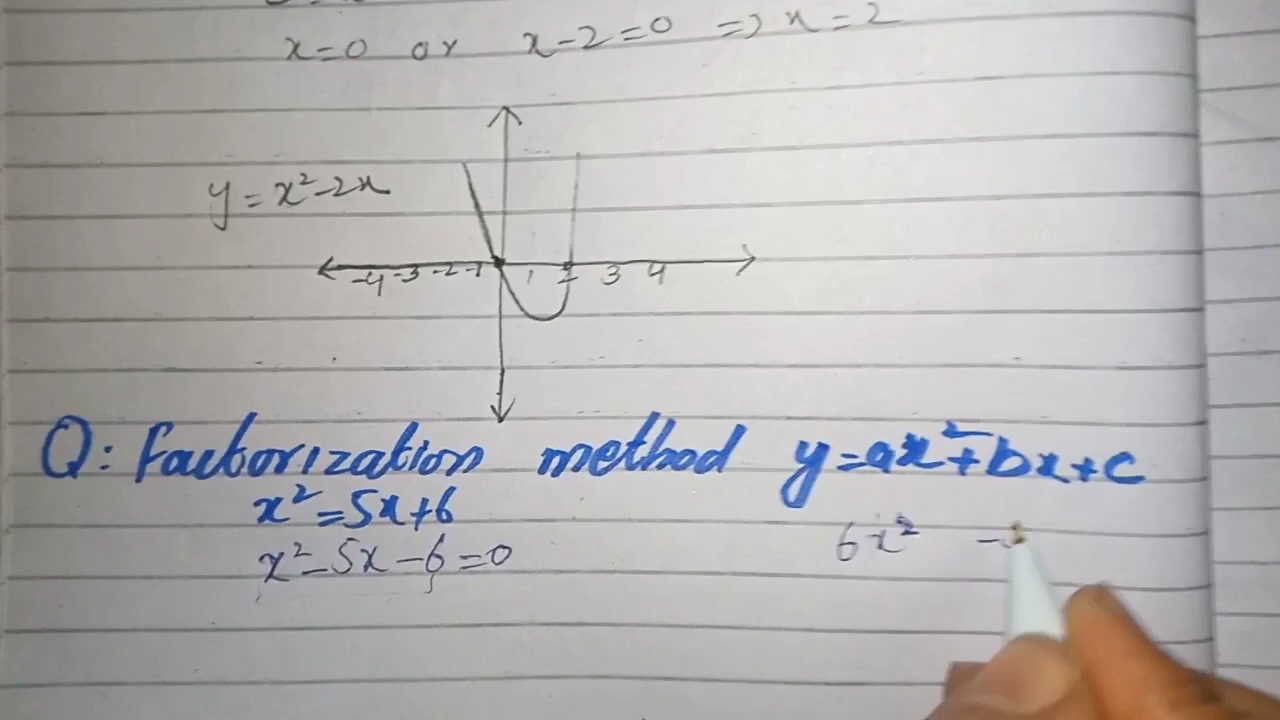 x=0 or x-2=0 => x=2
y=x²-2x
-4 -3 -2 -1 1 2 3 4
Q: Factorization method y=ax²+bx+c
x²=5x+6
x²-5x-6=0
6x² -